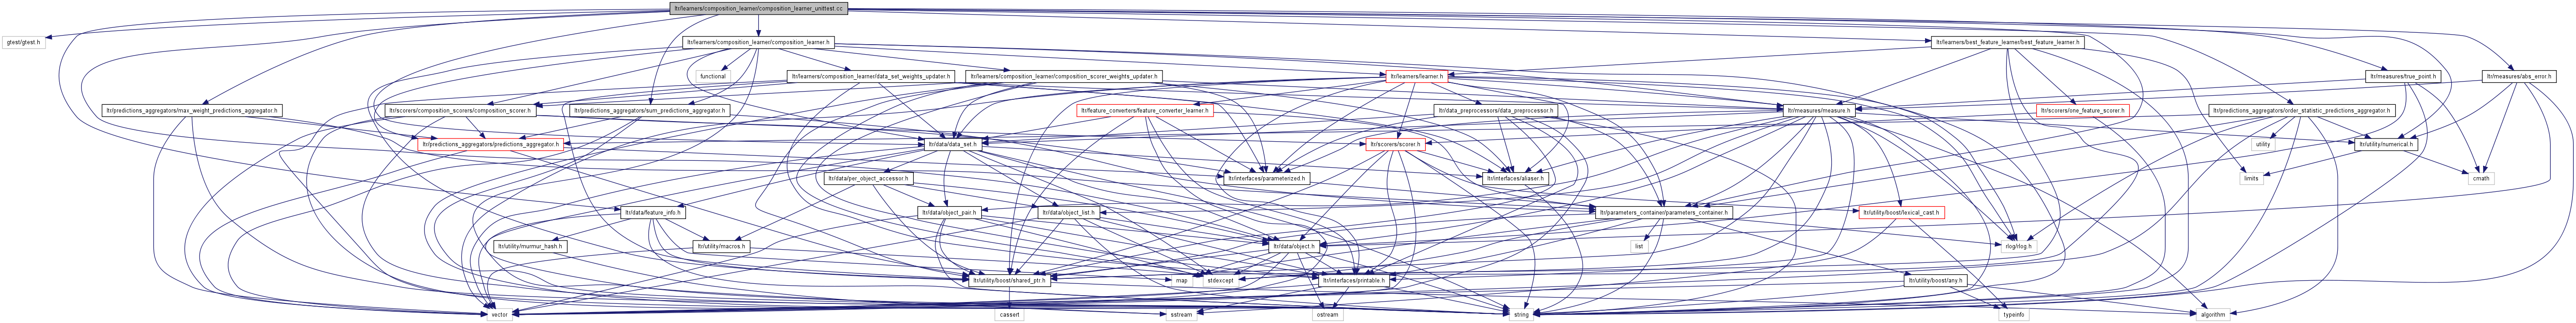 ltr/learners/composition_learner/composition_learner_unittest.cc
gtest/gtest.h
ltr/learners/composition_learner/composition_learner.h
ltr/learners/best_feature_learner/best_feature_learner.h
functional
ltr/learners/composition_learner/data_set_weights_updater.h
ltr/learners/composition_learner/composition_scorer_weights_updater.h
ltr/learners/learner.h
ltr/measures/true_point.h
ltr/measures/abs_error.h
ltr/predictions_aggregators/max_weight_predictions_aggregator.h
ltr/scorers/composition_scorers/composition_scorer.h
ltr/predictions_aggregators/sum_predictions_aggregator.h
ltr/feature_converters/feature_converter_learner.h
ltr/data_preprocessors/data_preprocessor.h
ltr/measures/measure.h
ltr/scorers/one_feature_scorer.h
ltr/predictions_aggregators/order_statistic_predictions_aggregator.h
ltr/predictions_aggregators/predictions_aggregator.h
ltr/data/data_set.h
ltr/scorers/scorer.h
utility
ltr/utility/numerical.h
ltr/data/per_object_accessor.h
ltr/interfaces/parameterized.h
ltr/interfaces/aliaser.h
limits
cmath
ltr/data/feature_info.h
ltr/data/object_pair.h
ltr/data/object_list.h
ltr/parameters_container/parameters_container.h
ltr/utility/boost/lexical_cast.h
ltr/utility/murmur_hash.h
ltr/utility/macros.h
ltr/data/object.h
list
rlog/rlog.h
ltr/utility/boost/shared_ptr.h
map
stdexcept
ltr/interfaces/printable.h
ltr/utility/boost/any.h
vector
cassert
sstream
ostream
string
typeinfo
algorithm